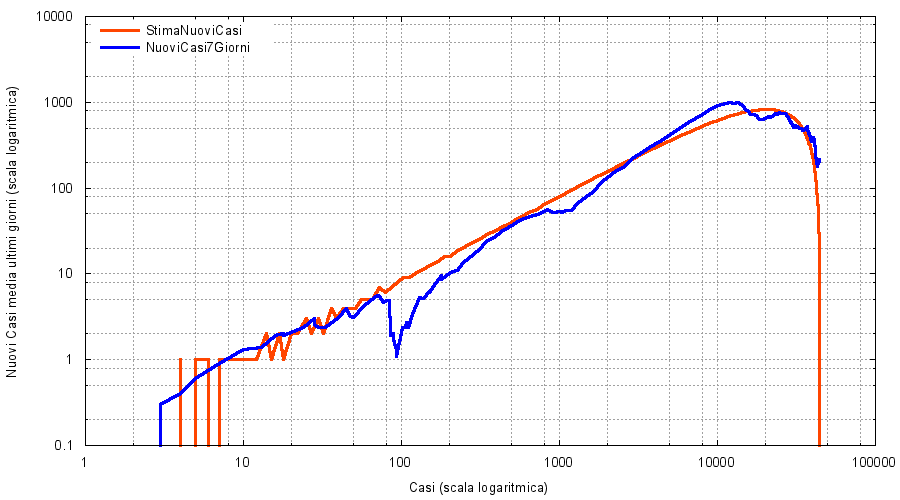 10000
1000
100
10
1
0.1
StimaNuoviCasi
NuoviCasi7Giorni
Nuovi Casi media ultimi giorni (scala logaritmica)
1 10 100 1000 10000 100000
Casi (scala logaritmica)